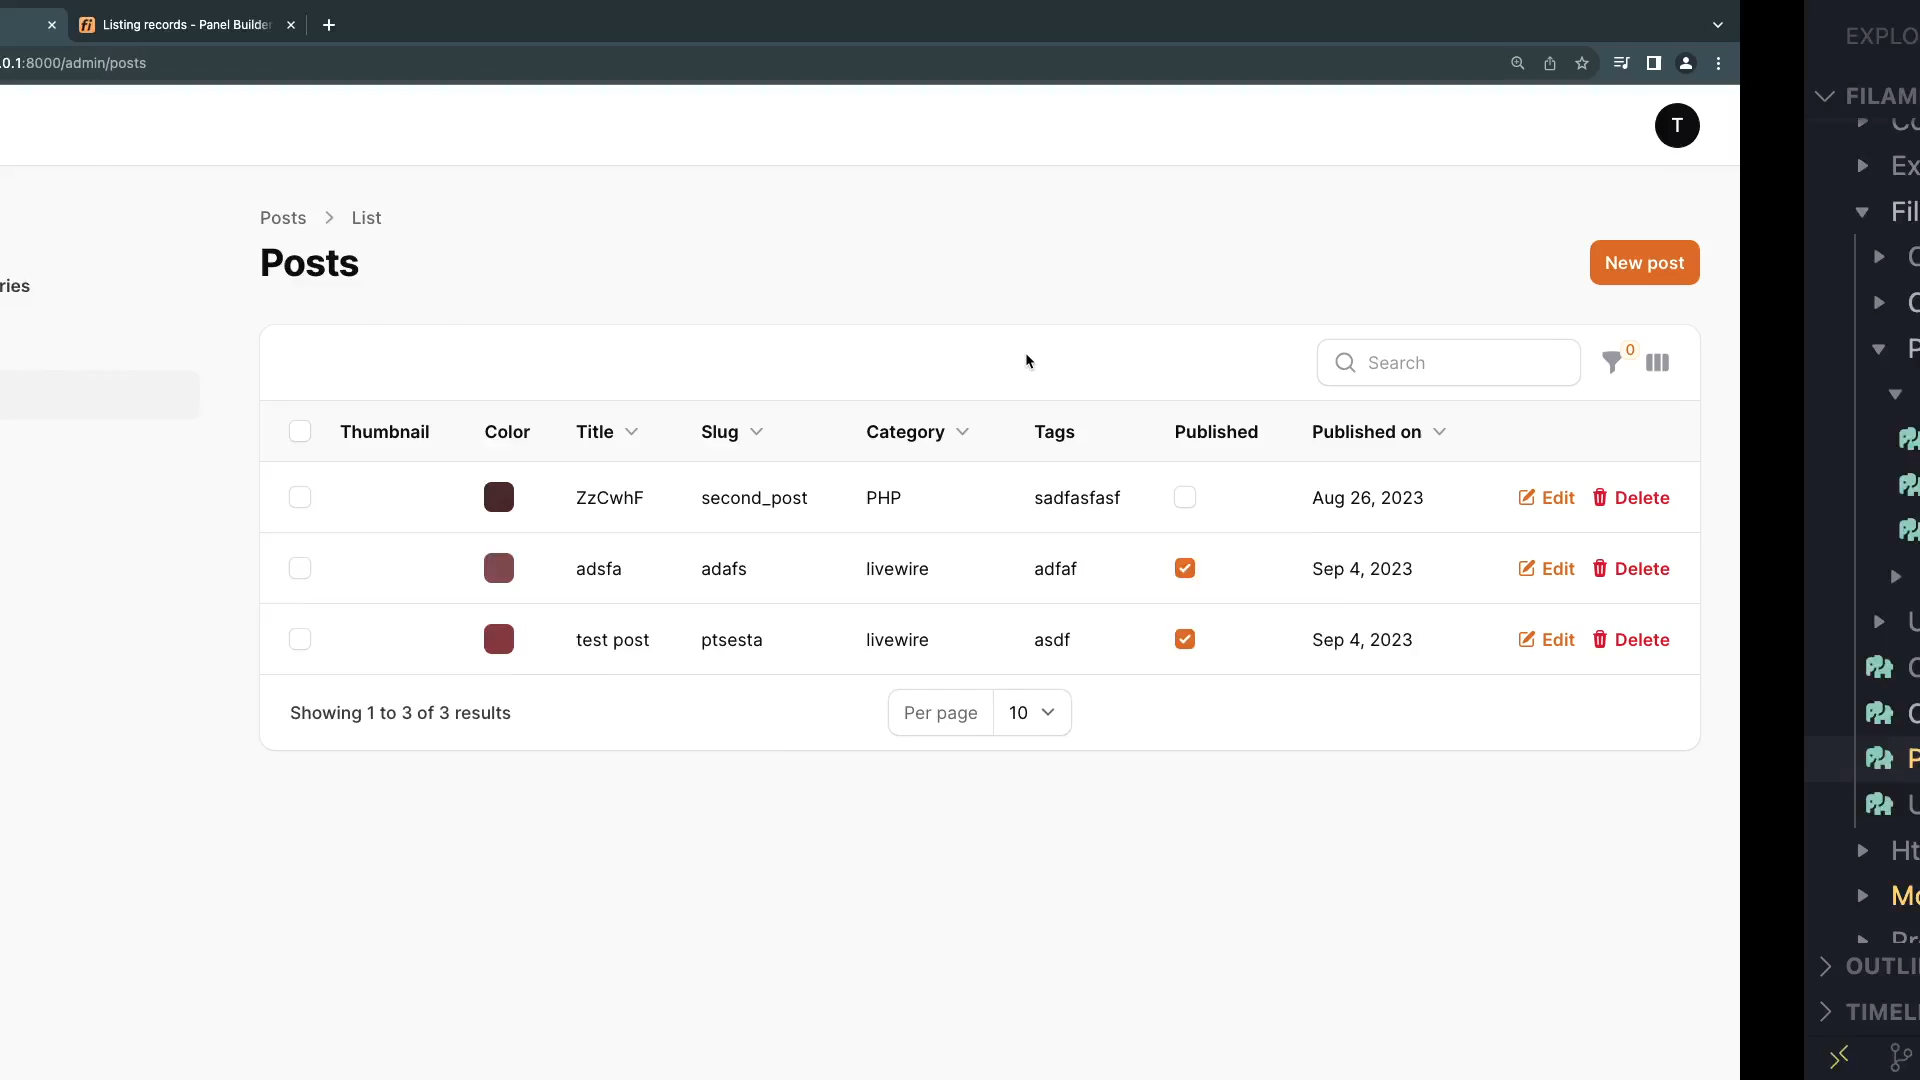 Listing records - Panel Builder
.0.1:8000/admin/posts
T
Posts > List
Posts
New post
ries
Search
0
Thumbnail Color Title Slug Category Tags Published Published on
ZzCwhF second_post PHP sadfasfasf Aug 26, 2023 Edit Delete
adsfa adafs livewire adfaf Sep 4, 2023 Edit Delete
test post ptsesta livewire asdf Sep 4, 2023 Edit Delete
Showing 1 to 3 of 3 results
Per page 10
EXPLO
FILAM
Ex
Fil
P
Ht
Mo
OUTLI
TIMEL